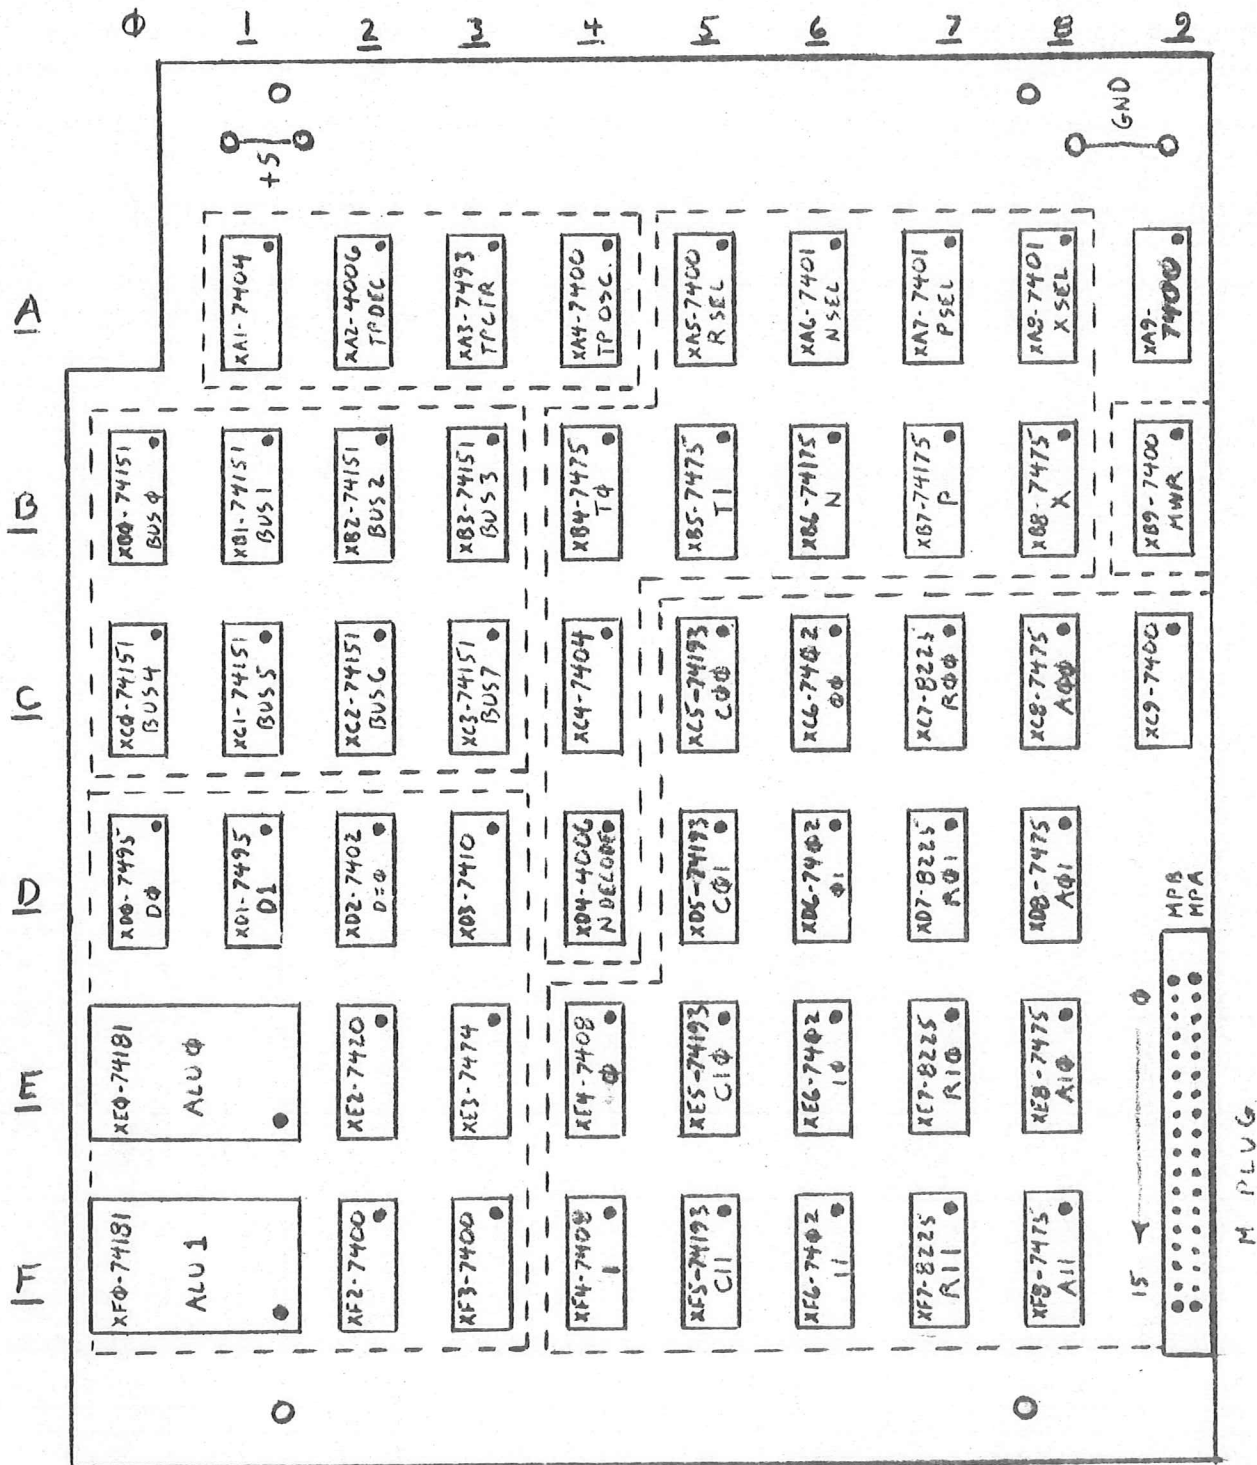 Φ 1 2 3 4 5 6 7 8 9
+5
GND
A
XA1-7404
XA2-4006
TPDEC
XA3-7493
TPCTR
XA4-7400
TP OSC.
XA5-7400
RSEL
XA6-7401
NSEL
XA7-7401
PSEL
XA8-7401
XSEL
XA9-
7400
B
XBΦ-74151
BUSΦ
XB1-74151
BUS1
XB2-74151
BUS2
XB3-74151
BUS3
XB4-7475
TΦ
XB5-7475
T1
XB6-74175
N
XB7-74175
P
XB8-7475
X
XB9-7400
MWR
C
XCΦ-74151
BUS4
XC1-74151
BUS5
XC2-74151
BUS6
XC3-74151
BUS7
XC4-7404
XC5-74193
CΦΦ
XC6-74Φ2
ΦΦ
XC7-8225
RΦΦ
XC8-7475
AΦΦ
XC9-7400
D
XDΦ-7495
DΦ
XD1-7495
D1
XD2-7402
D=Φ
XD3-7410
XD4-4006
NDECODE
XD5-74193
CΦ1
XD6-74Φ2
Φ1
XD7-8225
RΦ1
XD8-7475
AΦ1
MPB
MPA
E
XEΦ-74181
ALUΦ
XE2-7420
XE3-7474
XE4-7408
Φ
XE5-74193
C1Φ
XE6-74Φ2
1Φ
XE7-8225
R1Φ
XE8-7475
A1Φ
Φ
F
XFΦ-74181
ALU1
XF2-7400
XF3-7400
XF4-7408
1
XF5-74193
C11
XF6-74Φ2
11
XF7-8225
R11
XF8-7475
A11
15
M PLUG